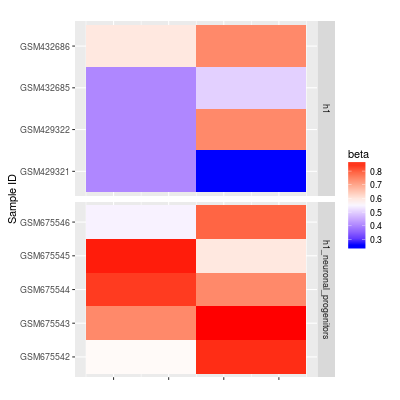 Sample ID
GSM432686
GSM432685
GSM429322
GSM429321
h1
GSM675546
GSM675545
GSM675544
GSM675543
GSM675542
h1_neuronal_progenitors
beta
0.8
0.7
0.6
0.5
0.4
0.3